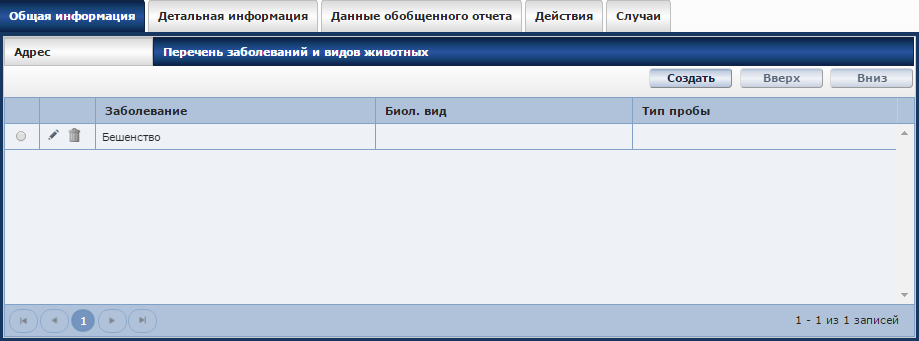 Общая информация Детальная информация Данные обобщенного отчета Действия Случаи
Адрес Перечень заболеваний и видов животных
Создать Вверх Вниз
Заболевание Биол. вид Тип пробы
Бешенство
1 1 - 1 из 1 записей